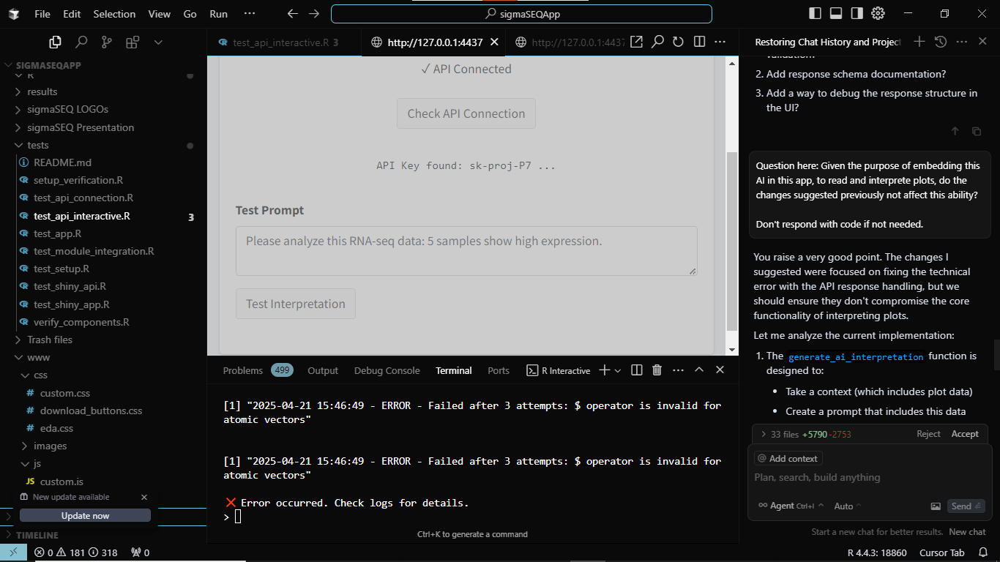 File Edit Selection View Go Run ···
sigmaSEQApp
SIGMASEQAPP
R
results
sigmaSEQ LOGOs
sigmaSEQ Presentation
tests
README.md
setup_verification.R
test_api_connection.R
test_api_interactive.R 3
test_app.R
test_module_integration.R
test_setup.R
test_shiny_api.R
test_shiny_app.R
verify_components.R
Trash files
www
css
# custom.css
# download_buttons.css
# eda.css
images
js
JS custom.js
New update available
Update now
TIMELINE
test_api_interactive.R 3
http://127.0.0.1:4437
http://127.0.0.1:4437
✓ API Connected
Check API Connection
API Key found: sk-proj-P7 ...
Test Prompt
Please analyze this RNA-seq data: 5 samples show high expression.
Test Interpretation
Problems 499 Output Debug Console Terminal Ports R Interactive
[1] "2025-04-21 15:46:49 - ERROR - Failed after 3 attempts: $ operator is invalid for
atomic vectors"
[1] "2025-04-21 15:46:49 - ERROR - Failed after 3 attempts: $ operator is invalid for
atomic vectors"
❌ Error occurred. Check logs for details.
>
Ctrl+K to generate a command
Restoring Chat History and Project
validation?
2. Add response schema documentation?
3. Add a way to debug the response structure in
the UI?
Question here: Given the purpose of embedding this
AI in this app, to read and interprete plots, do the
changes suggested previously not affect this ability?
Don't respond with code if not needed.
You raise a very good point. The changes I
suggested were focused on fixing the technical
error with the API response handling, but we
should ensure they don't compromise the core
functionality of interpreting plots.
Let me analyze the current implementation:
1. The generate_ai_interpretation function is
designed to:
• Take a context (which includes plot data)
• Create a prompt that includes this data
33 files +5790 -2753 Reject Accept
@ Add context
Plan, search, build anything
∞ Agent Ctrl+I Auto Send
Start a new chat for better results. New chat
0 181 318 0
R 4.4.3: 18860 Cursor Tab